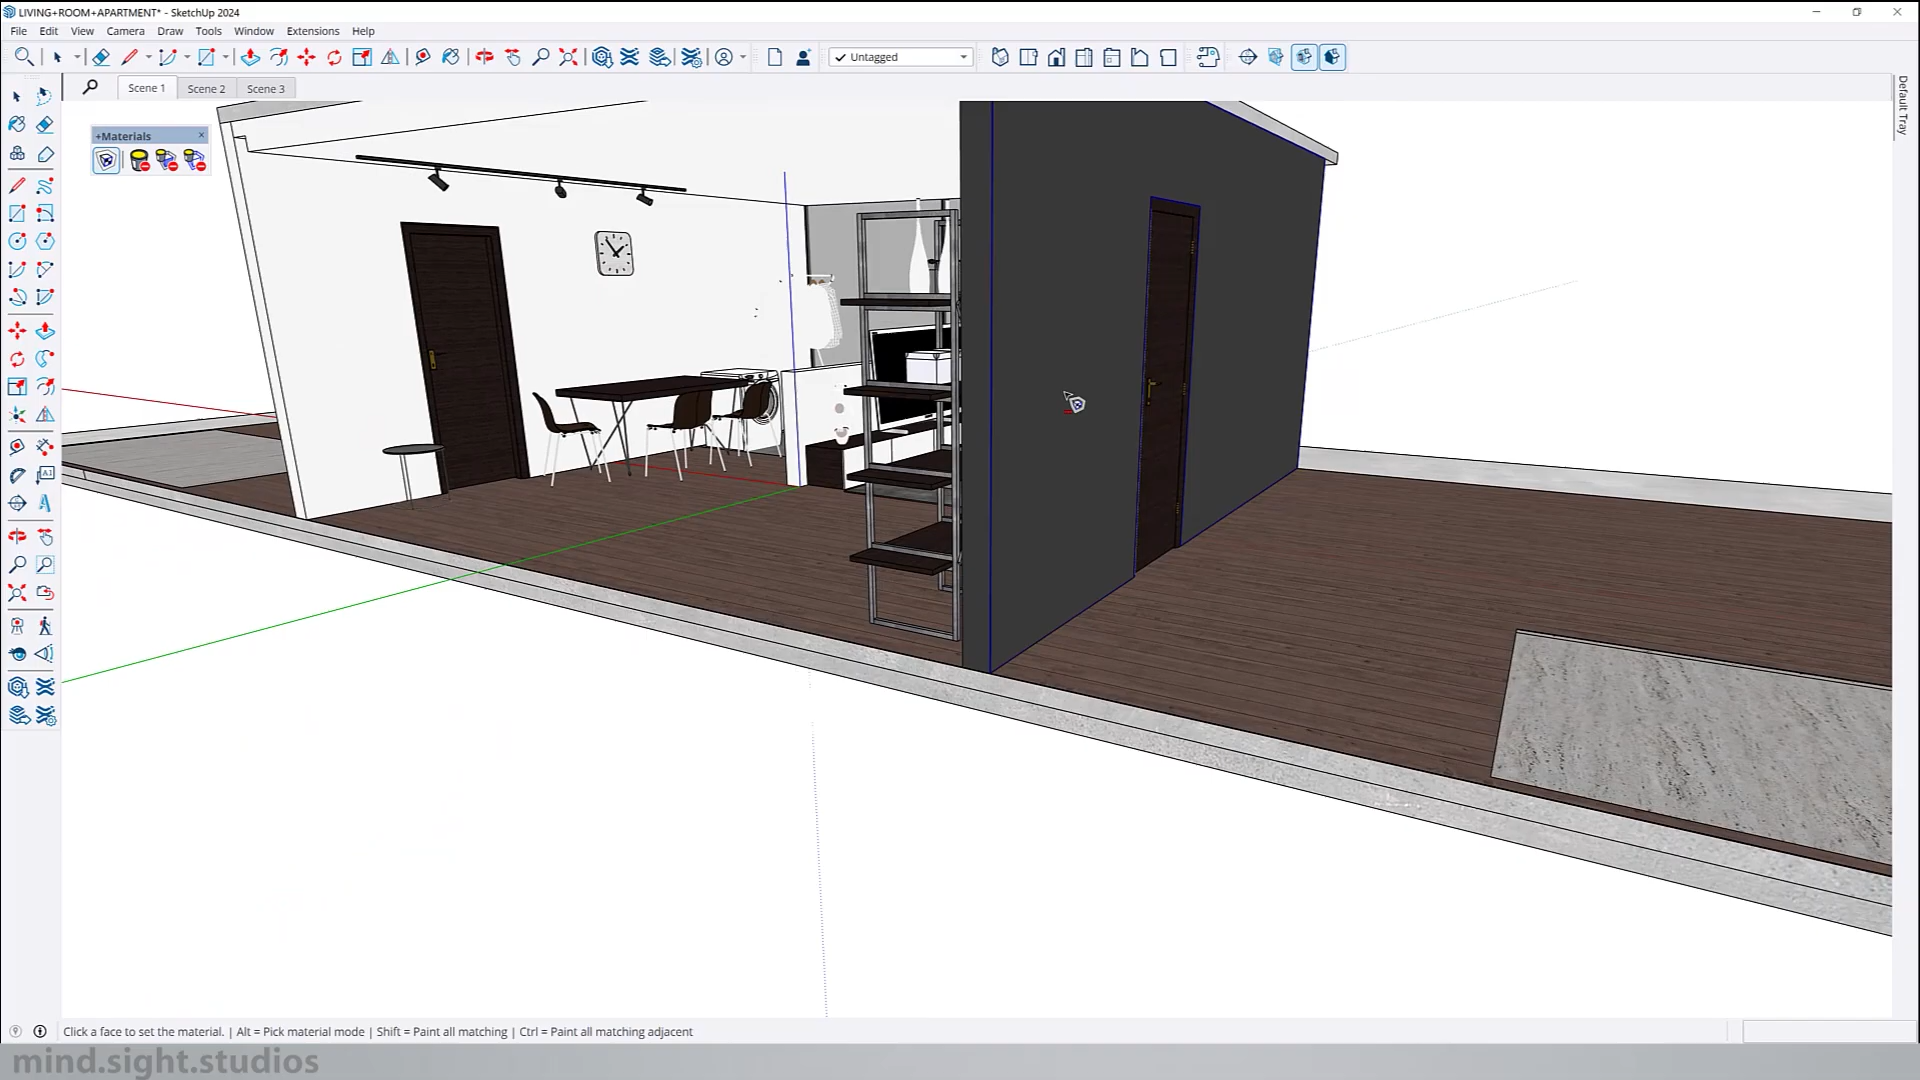 LIVING+ROOM+APARTMENT* - SketchUp 2024
File Edit View Camera Draw Tools Window Extensions Help
Untagged
Scene 1 Scene 2 Scene 3
Default Tray
+Materials
Click a face to set the material. | Alt = Pick material mode | Shift = Paint all matching | Ctrl = Paint all matching adjacent
mind.sight.studios